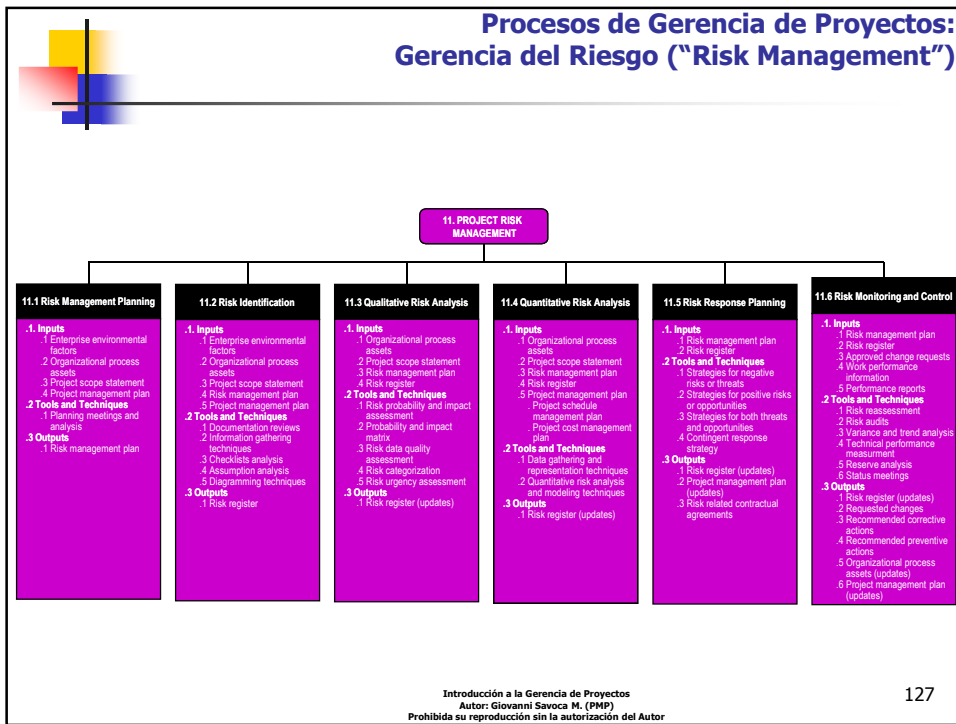 Procesos de Gerencia de Proyectos:
Gerencia del Riesgo (“Risk Management”)
11. PROJECT RISK
MANAGEMENT
11.1 Risk Management Planning
.1. Inputs
.1 Enterprise environmental
factors
.2 Organizational process
assets
.3 Project scope statement
.4 Project management plan
.2 Tools and Techniques
.1 Planning meetings and
analysis
.3 Outputs
.1 Risk management plan
11.2 Risk Identification
.1. Inputs
.1 Enterprise environmental
factors
.2 Organizational process
assets
.3 Project scope statement
.4 Risk management plan
.5 Project management plan
.2 Tools and Techniques
.1 Documentation reviews
.2 Information gathering
techniques
.3 Checklists analysis
.4 Assumption analysis
.5 Diagramming techniques
.3 Outputs
.1 Risk register
11.3 Qualitative Risk Analysis
.1. Inputs
.1 Organizational process
assets
.2 Project scope statement
.3 Risk management plan
.4 Risk register
.2 Tools and Techniques
.1 Risk probability and impact
assessment
.2 Probability and impact
matrix
.3 Risk data quality
assessment
.4 Risk categorization
.5 Risk urgency assessment
.3 Outputs
.1 Risk register (updates)
11.4 Quantitative Risk Analysis
.1. Inputs
.1 Organizational process
assets
.2 Project scope statement
.3 Risk management plan
.4 Risk register
.5 Project management plan
. Project schedule
management plan
. Project cost management
plan
.2 Tools and Techniques
.1 Data gathering and
representation techniques
.2 Quantitative risk analysis
and modeling techniques
.3 Outputs
.1 Risk register (updates)
11.5 Risk Response Planning
.1. Inputs
.1 Risk management plan
.2 Risk register
.2 Tools and Techniques
.1 Strategies for negative
risks or threats
.2 Strategies for positive risks
or opportunities
.3 Strategies for both threats
and opportunities
.4 Contingent response
strategy
.3 Outputs
.1 Risk register (updates)
.2 Project management plan
(updates)
.3 Risk related contractual
agreements
11.6 Risk Monitoring and Control
.1. Inputs
.1 Risk management plan
.2 Risk register
.3 Approved change requests
.4 Work performance
information
.5 Performance reports
.2 Tools and Techniques
.1 Risk reassessment
.2 Risk audits
.3 Variance and trend analysis
.4 Technical performance
measurment
.5 Reserve analysis
.6 Status meetings
.3 Outputs
.1 Risk register (updates)
.2 Requested changes
.3 Recommended corrective
actions
.4 Recommended preventive
actions
.5 Organizational process
assets (updates)
.6 Project management plan
(updates)
Introducción a la Gerencia de Proyectos
Autor: Giovanni Savoca M. (PMP)
Prohibida su reproducción sin la autorización del Autor
127